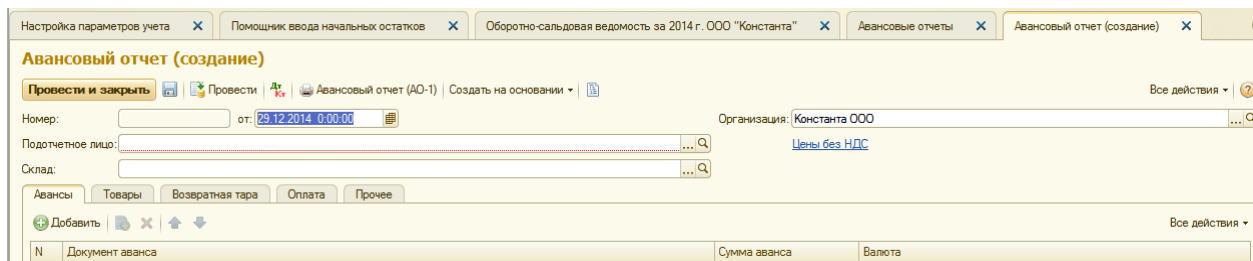 Настройка параметров учета Помощник ввода начальных остатков Оборотно-сальдовая ведомость за 2014 г. ООО "Константа" Авансовые отчеты Авансовый отчет (создание)
Авансовый отчет (создание)
Провести и закрыть Провести Дт Кт Авансовый отчет (АО-1) Создать на основании Все действия
Номер: от: 29.12.2014 0:00:00 Организация: Константа ООО
Подотчетное лицо: Цены без НДС
Склад:
Авансы Товары Возвратная тара Оплата Прочее
Добавить Все действия
N Документ аванса Сумма аванса Валюта